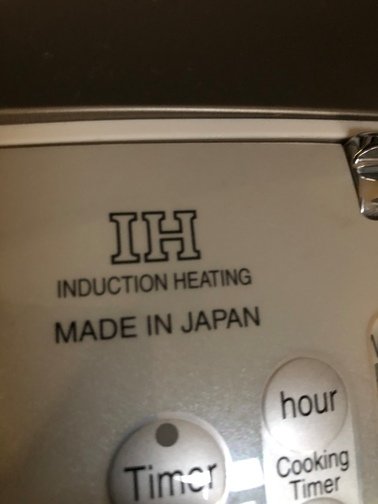 IH
INDUCTION HEATING
MADE IN JAPAN
hour
Cooking
Timer
Timer